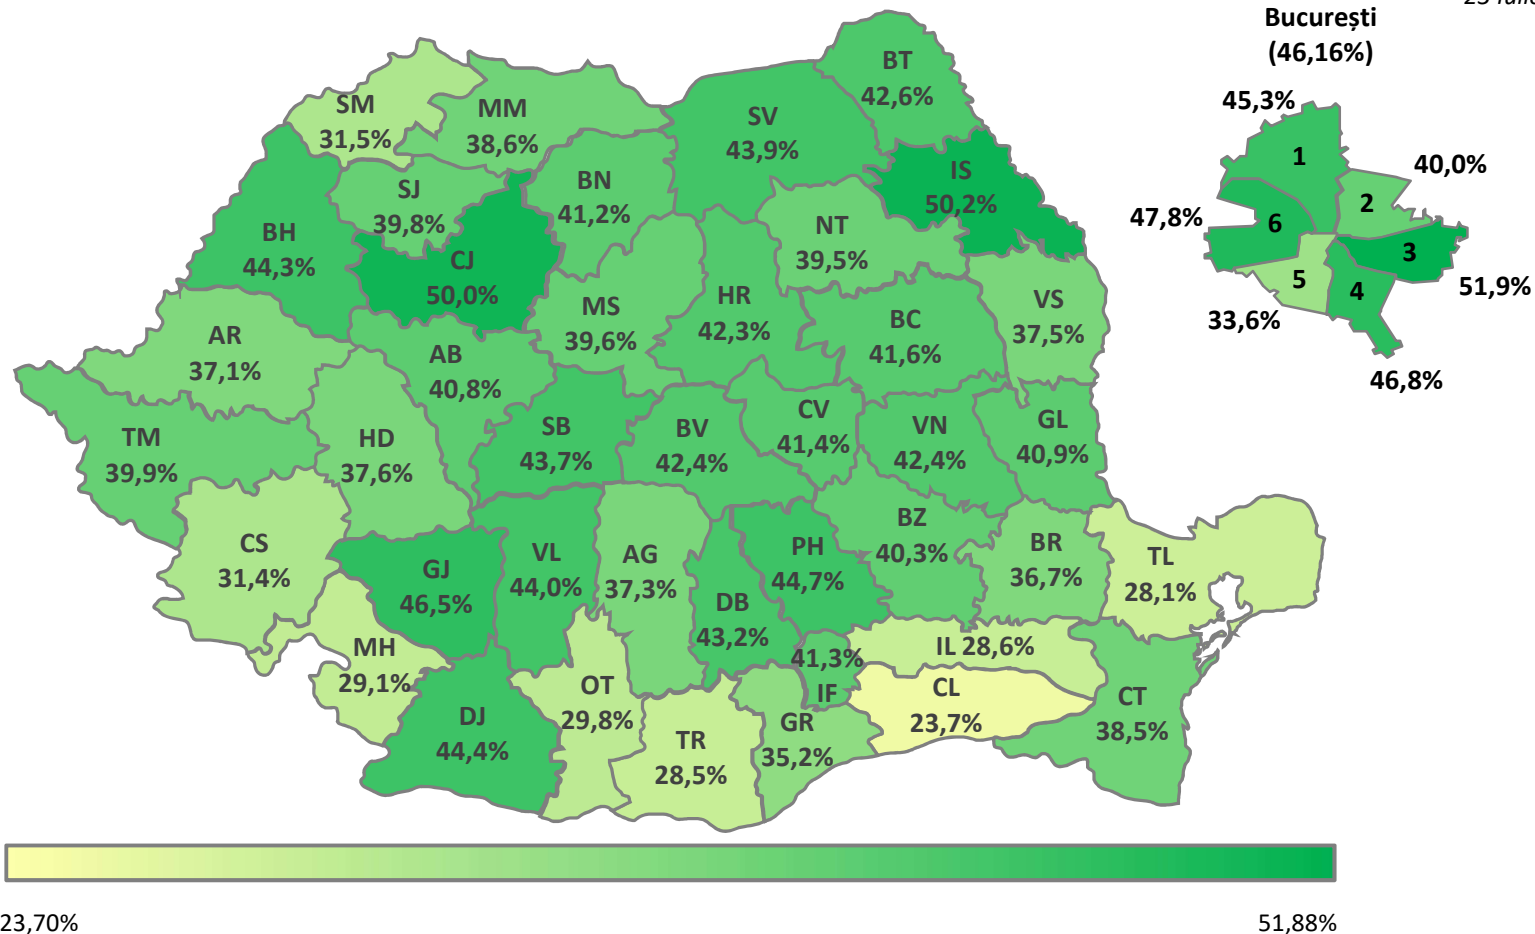 București
(46,16%)
45,3%
1
40,0%
2
47,8%
6
3
5
4
51,9%
33,6%
46,8%
BT
42,6%
SM
31,5%
MM
38,6%
SV
43,9%
IS
50,2%
BN
41,2%
SJ
39,8%
NT
39,5%
BH
44,3%
CJ
50,0%
MS
39,6%
HR
42,3%
BC
41,6%
VS
37,5%
AR
37,1%
AB
40,8%
CV
41,4%
VN
42,4%
GL
40,9%
TM
39,9%
HD
37,6%
SB
43,7%
BV
42,4%
BZ
40,3%
BR
36,7%
TL
28,1%
CS
31,4%
GJ
46,5%
VL
44,0%
AG
37,3%
PH
44,7%
DB
43,2%
IL 28,6%
MH
29,1%
41,3%
IF
CL
23,7%
CT
38,5%
OT
29,8%
DJ
44,4%
TR
28,5%
GR
35,2%
23,70%
51,88%